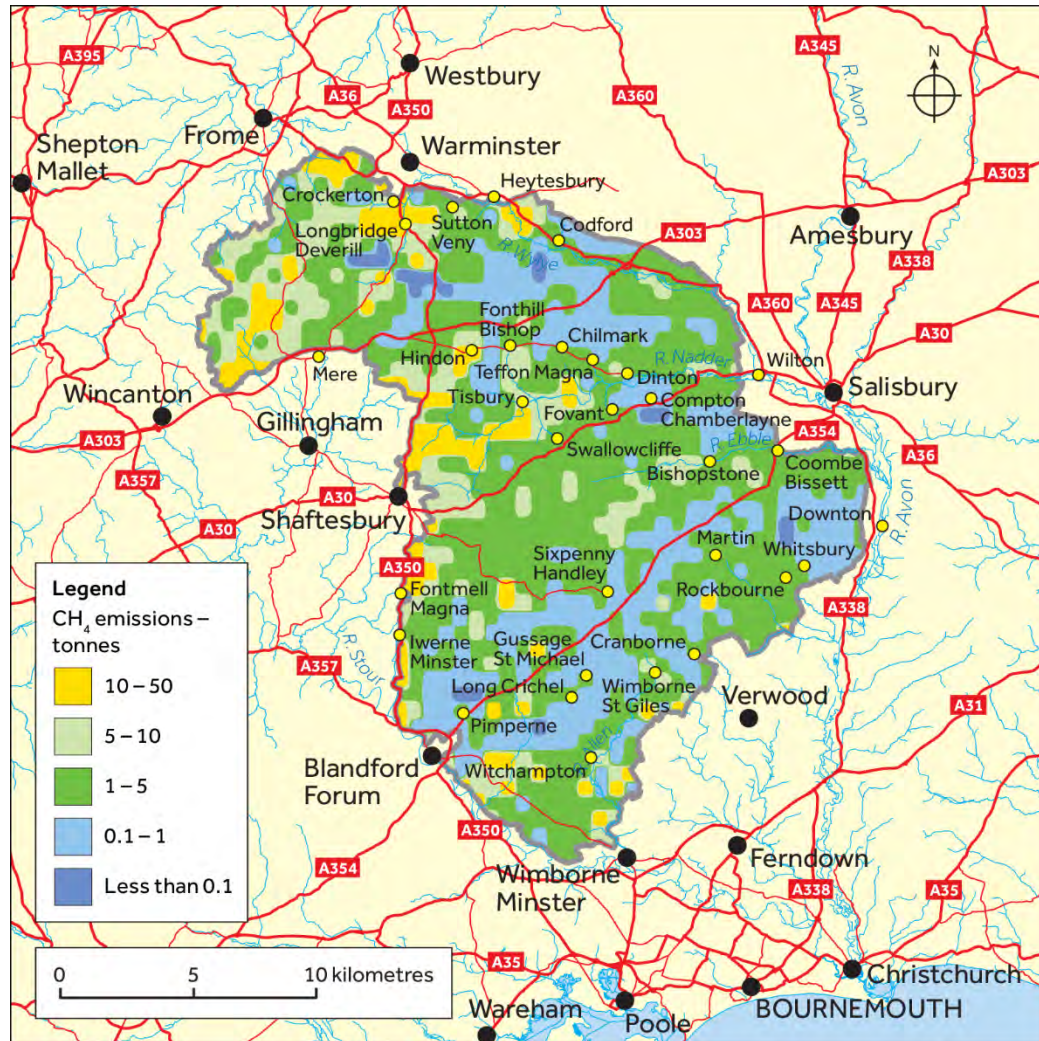 A395
Westbury
A36
A350
A360
A345
R. Avon
N
Frome
Shepton
Mallet
Warminster
Heytesbury
A303
Crockerton
Longbridge
Deverill
Sutton
Veny
Codford
R. Wylye
A303
Amesbury
A338
A360
A345
A30
Fonthill
Bishop
Chilmark
Hindon
Teffon Magna
R. Nadder
Wilton
Mere
Dinton
Salisbury
Wincanton
Tisbury
Fovant
Compton
Chamberlayne
Gillingham
A303
Swallowcliffe
R. Ebble
A354
A36
A357
Bishopstone
Coombe
Bissett
A30
Shaftesbury
A30
Downton
R. Avon
Martin
Whitsbury
Sixpenny
Handley
Rockbourne
A350
Fontmell
Magna
A338
Iwerne
Minster
Gussage
St Michael
Cranborne
R. Stour
A357
Long Crichel
Wimborne
St Giles
Verwood
A31
Pimperne
Allen
Blandford
Forum
Witchampton
A350
A354
Wimborne
Minster
Ferndown
A338
A35
A35
Christchurch
Wareham
Poole
BOURNEMOUTH
Legend
CH₄ emissions –
tonnes
10 – 50
5 – 10
1 – 5
0.1 – 1
Less than 0.1
0 5 10 kilometres